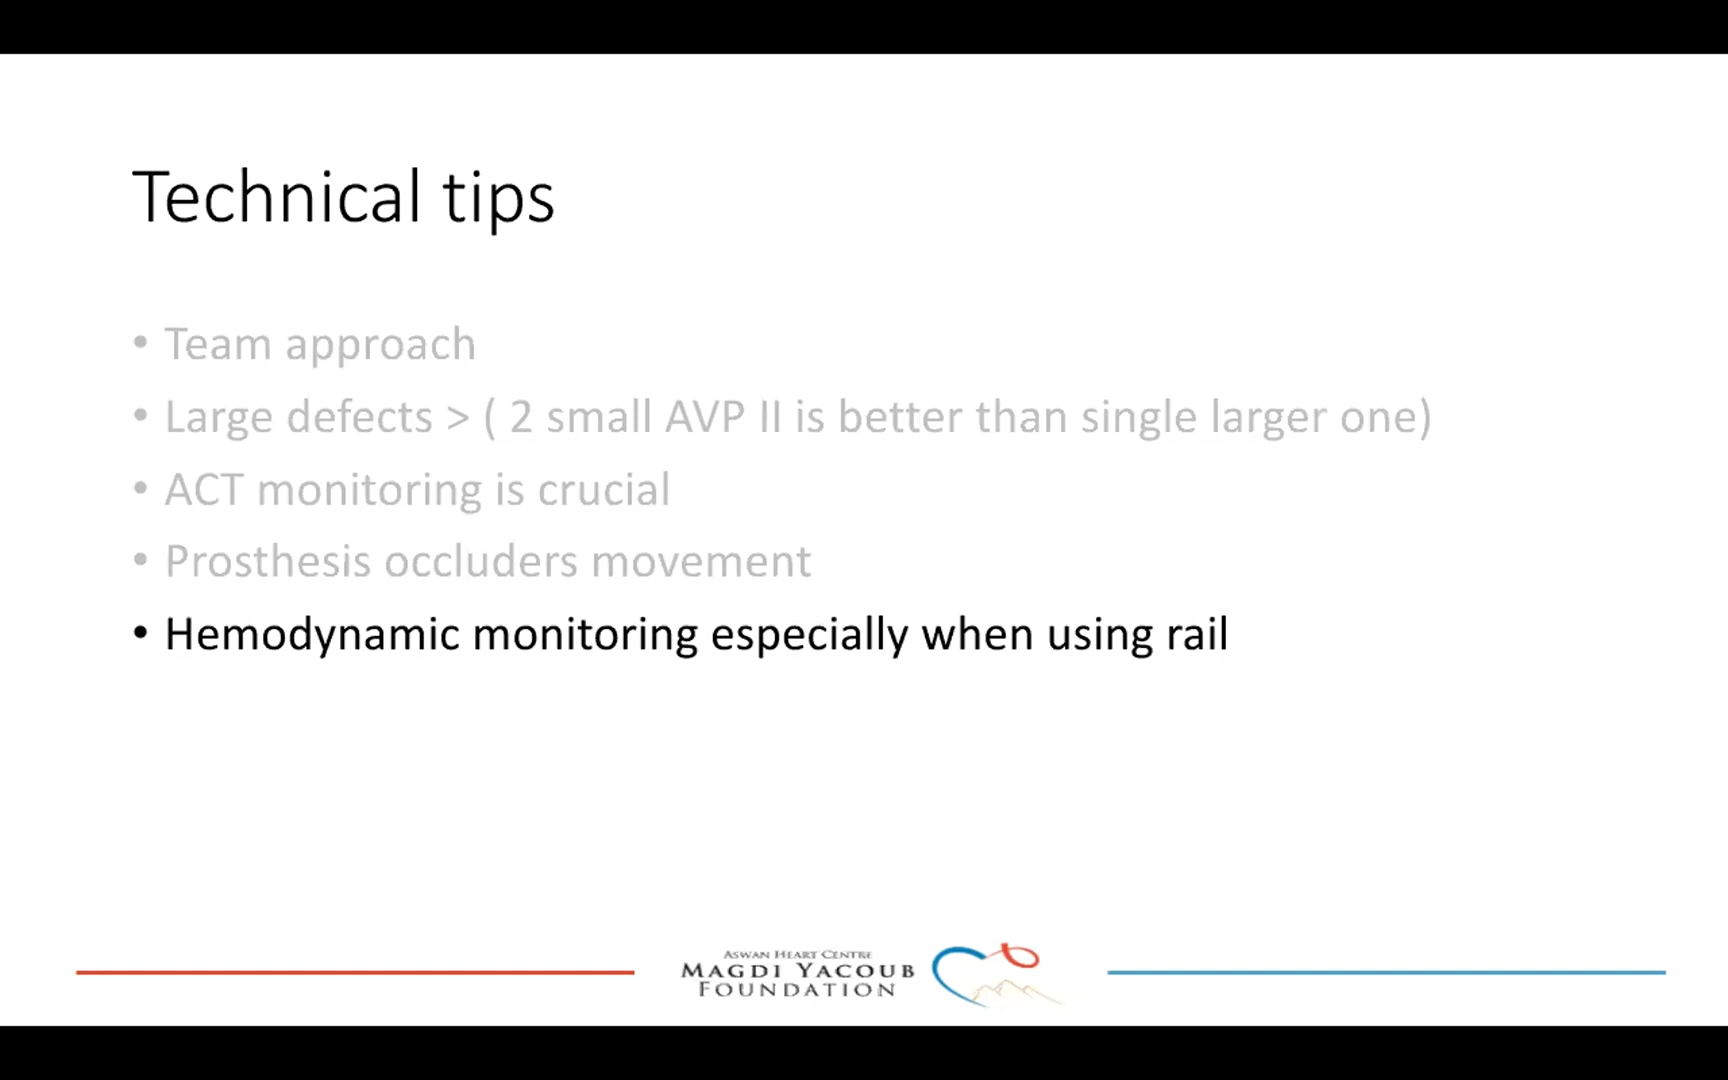 Technical tips
• Team approach
• Large defects > ( 2 small AVP II is better than single larger one)
• ACT monitoring is crucial
• Prosthesis occluders movement
• Hemodynamic monitoring especially when using rail
ASWAN HEART CENTRE
MAGDI YACOUB
FOUNDATION